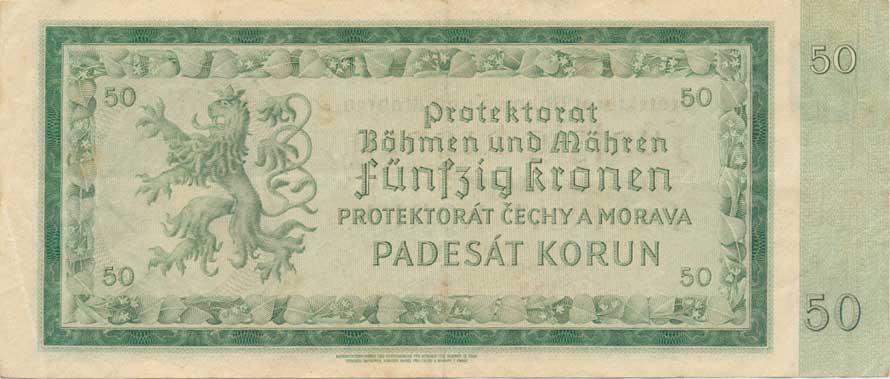 50
50
50
Protektorat
Böhmen und Mähren
Fünfzig Kronen
PROTEKTORÁT ČECHY A MORAVA
PADESÁT KORUN
50
50
50